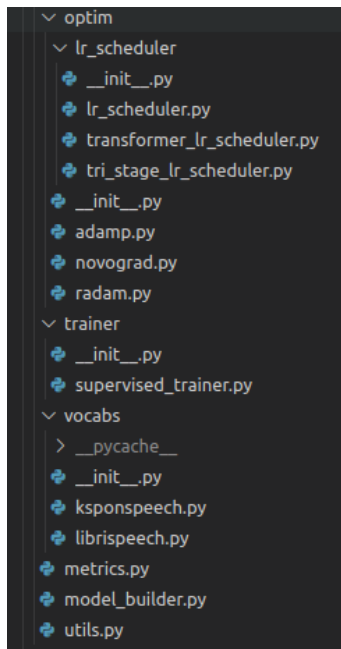 optim
lr_scheduler
__init__.py
lr_scheduler.py
transformer_lr_scheduler.py
tri_stage_lr_scheduler.py
__init__.py
adamp.py
novograd.py
radam.py
trainer
__init__.py
supervised_trainer.py
vocabs
__pycache__
__init__.py
ksponspeech.py
librispeech.py
metrics.py
model_builder.py
utils.py